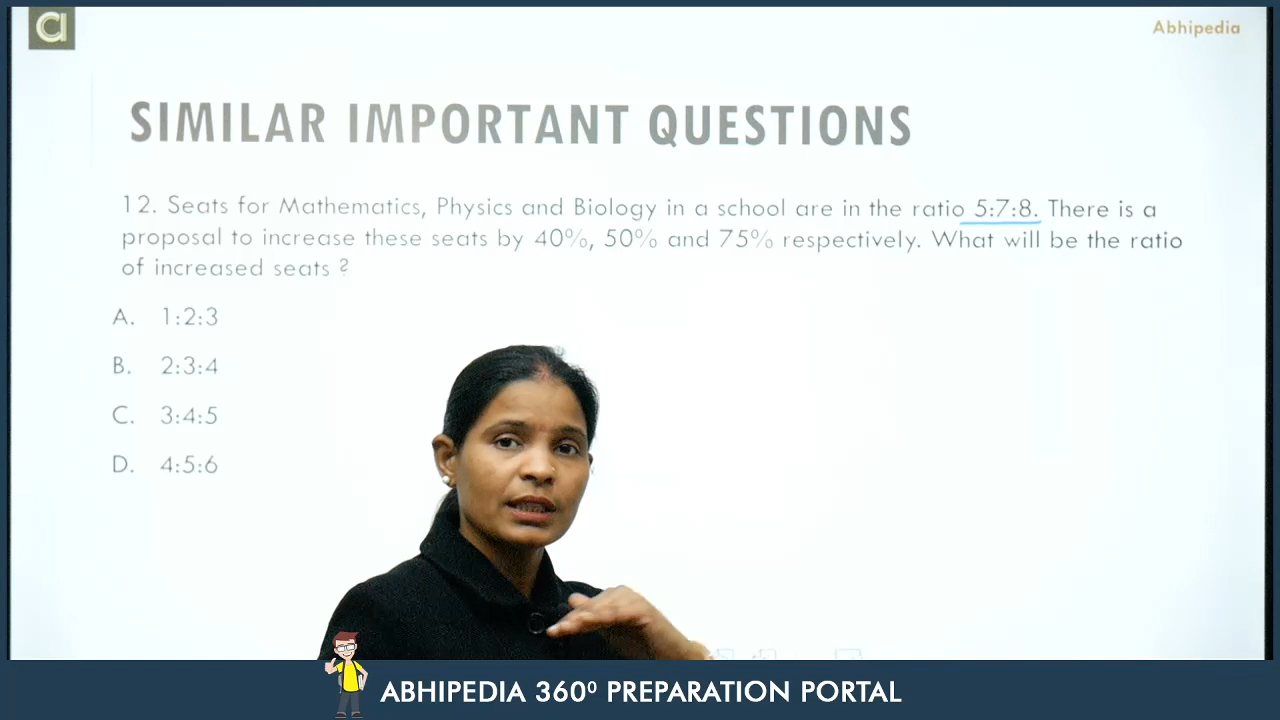 a
Abhipedia
SIMILAR IMPORTANT QUESTIONS
12. Seats for Mathematics, Physics and Biology in a school are in the ratio 5:7:8. There is a
proposal to increase these seats by 40%, 50% and 75% respectively. What will be the ratio
of increased seats ?
A. 1:2:3
B. 2:3:4
C. 3:4:5
D. 4:5:6
ABHIPEDIA 360⁰ PREPARATION PORTAL